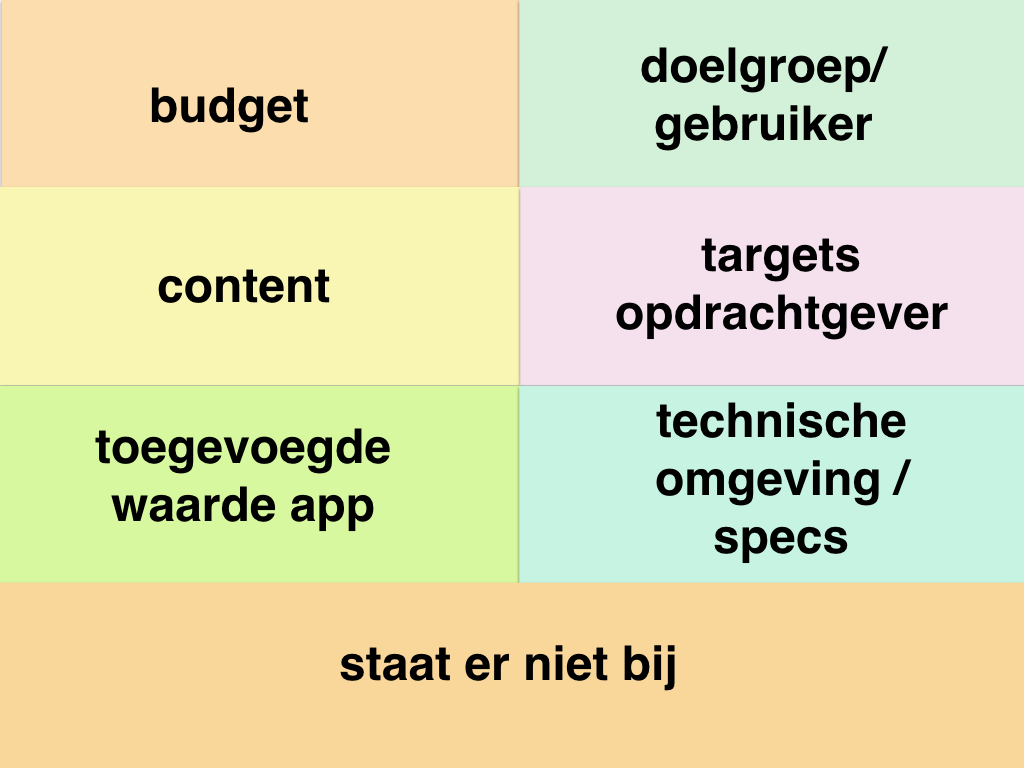 budget
doelgroep/
gebruiker
content
targets
opdrachtgever
toegevoegde
waarde app
technische
omgeving /
specs
staat er niet bij